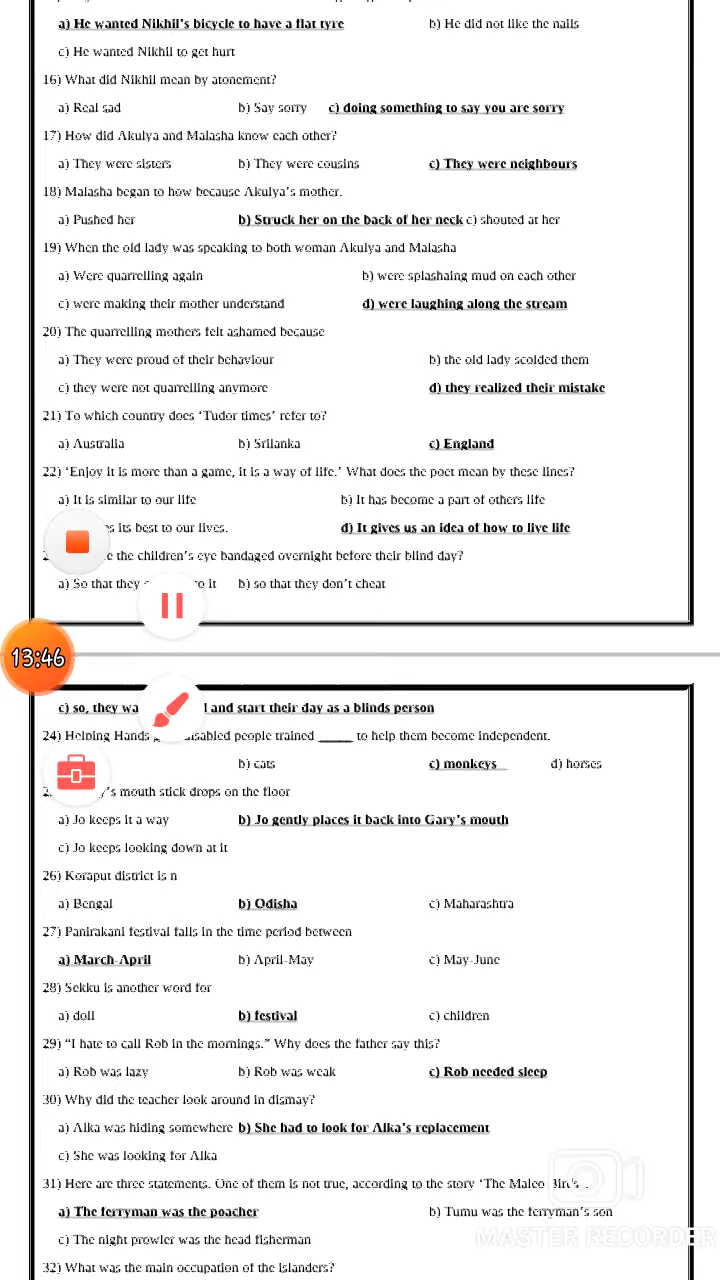 a) He wanted Nikhil's bicycle to have a flat tyre b) He did not like the nails
c) He wanted Nikhil to get hurt
16) What did Nikhil mean by atonement?
a) Real sad b) Say sorry c) doing something to say you are sorry
17) How did Akulya and Malasha know each other?
a) They were sisters b) They were cousins c) They were neighbours
18) Malasha began to how because Akulya's mother.
a) Pushed her b) Struck her on the back of her neck c) shouted at her
19) When the old lady was speaking to both woman Akulya and Malasha
a) Were quarrelling again b) were splashaing mud on each other
c) were making their mother understand d) were laughing along the stream
20) The quarrelling mothers felt ashamed because
a) They were proud of their behaviour b) the old lady scolded them
c) they were not quarrelling anymore d) they realized their mistake
21) To which country does 'Tudor times' refer to?
a) Australia b) Srilanka c) England
22) 'Enjoy it is more than a game, it is a way of life.' What does the poet mean by these lines?
a) It is similar to our life b) It has become a part of others life
its best to our lives. d) It gives us an idea of how to live life
the children's eye bandaged overnight before their blind day?
a) So that they it b) so that they don't cheat
13:46
c) so, they and start their day as a blinds person
24) Helping Hands people trained _____ to help them become independent.
b) cats c) monkeys d) horses
mouth stick drops on the floor
a) Jo keeps it a way b) Jo gently places it back into Gary's mouth
c) Jo keeps looking down at it
26) Koraput district is n
a) Bengal b) Odisha c) Maharashtra
27) Panirakani festival falls in the time period between
a) March-April b) April-May c) May-June
28) Sekku is another word for
a) doll b) festival c) children
29) "I hate to call Rob in the mornings." Why does the father say this?
a) Rob was lazy b) Rob was weak c) Rob needed sleep
30) Why did the teacher look around in dismay?
a) Alka was hiding somewhere b) She had to look for Alka's replacement
c) She was looking for Alka
31) Here are three statements. One of them is not true, according to the story 'The Maleo
a) The ferryman was the poacher b) Tumu was the ferryman's son
c) The night prowler was the head fisherman
MASTER RECORDER
32) What was the main occupation of the islanders?